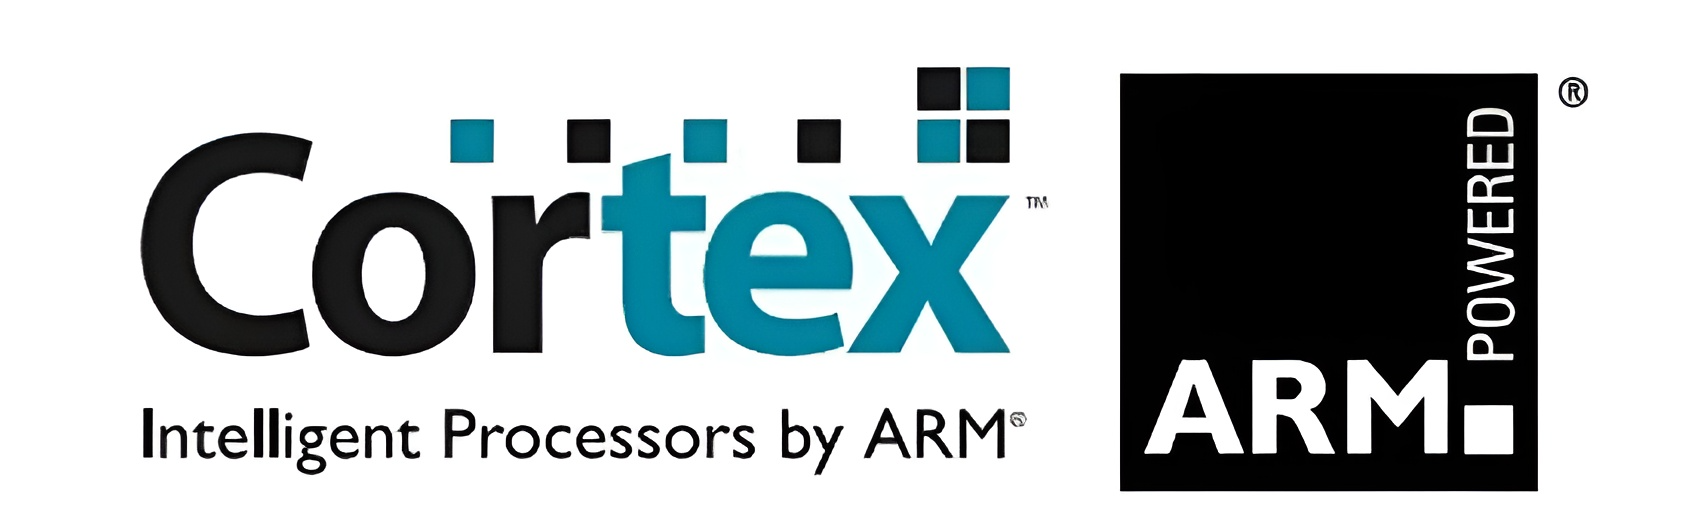 Cortex™
Intelligent Processors by ARM®
ARM POWERED
®